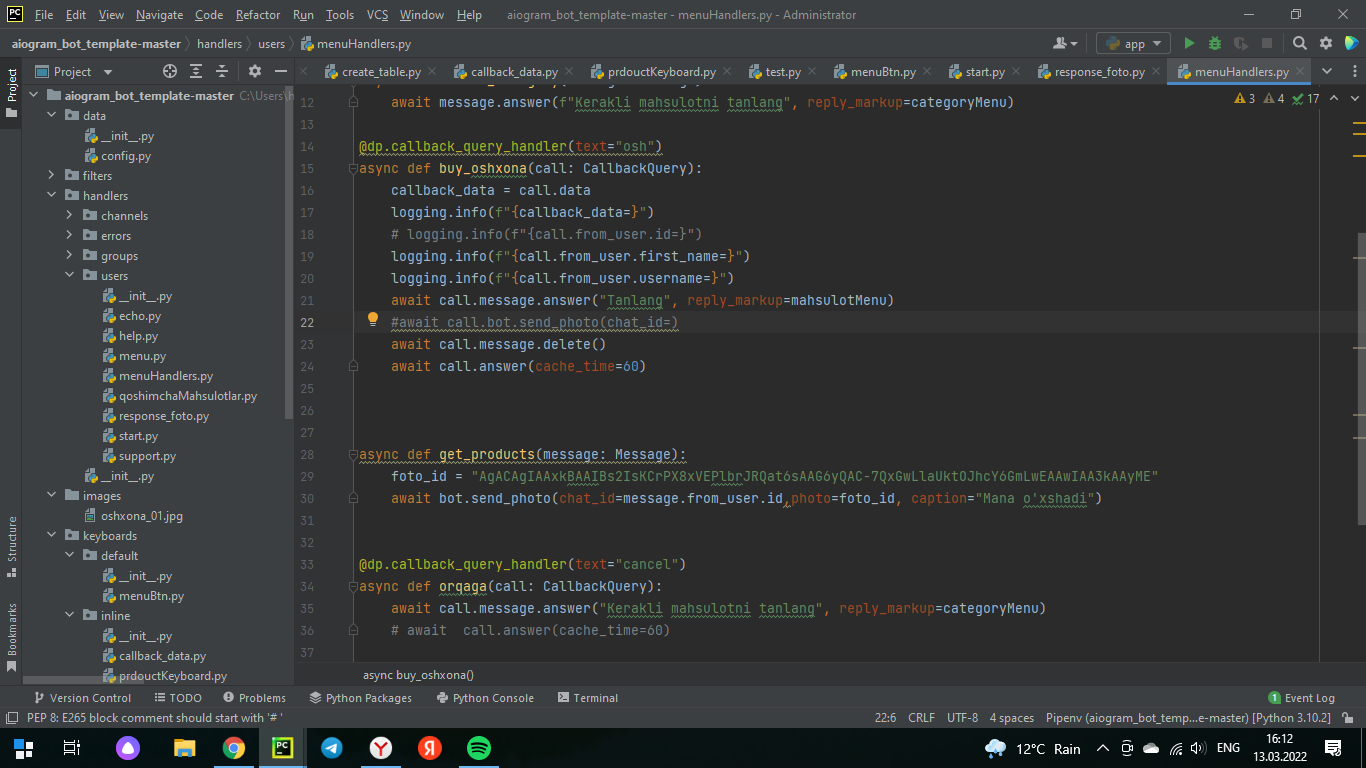 File Edit View Navigate Code Refactor Run Tools VCS Window Help aiogram_bot_template-master - menuHandlers.py - Administrator
aiogram_bot_template-master handlers users menuHandlers.py app
Project create_table.py callback_data.py prdouctKeyboard.py test.py menuBtn.py start.py response_foto.py menuHandlers.py
Project
Structure
Bookmarks
aiogram_bot_template-master C:\Users\h
data
__init__.py
config.py
filters
handlers
channels
errors
groups
users
__init__.py
echo.py
help.py
menu.py
menuHandlers.py
qoshimchaMahsulotlar.py
response_foto.py
start.py
support.py
__init__.py
images
oshxona_01.jpg
keyboards
default
__init__.py
menuBtn.py
inline
__init__.py
callback_data.py
prdouctKeyboard.py
3 4 17
12 await message.answer(f"Kerakli mahsulotni tanlang", reply_markup=categoryMenu)
13
14 @dp.callback_query_handler(text="osh")
15 async def buy_oshxona(call: CallbackQuery):
16 callback_data = call.data
17 logging.info(f"{callback_data=}")
18 # logging.info(f"{call.from_user.id=}")
19 logging.info(f"{call.from_user.first_name=}")
20 logging.info(f"{call.from_user.username=}")
21 await call.message.answer("Tanlang", reply_markup=mahsulotMenu)
22 #await call.bot.send_photo(chat_id=)
23 await call.message.delete()
24 await call.answer(cache_time=60)
25
26
27
28 async def get_products(message: Message):
29 foto_id = "AgACAgIAAxkBAAIBs2IsKCrPX8xVEPlbrJRQat6sAAG6yQAC-7QxGwLlaUktOJhcY6GmLwEAAwIAA3kAAyME"
30 await bot.send_photo(chat_id=message.from_user.id,photo=foto_id, caption="Mana o'xshadi")
31
32
33 @dp.callback_query_handler(text="cancel")
34 async def orqaga(call: CallbackQuery):
35 await call.message.answer("Kerakli mahsulotni tanlang", reply_markup=categoryMenu)
36 # await  call.answer(cache_time=60)
37
async buy_oshxona()
Version Control TODO Problems Python Packages Python Console Terminal 1 Event Log
PEP 8: E265 block comment should start with '# ' 22:6 CRLF UTF-8 4 spaces Pipenv (aiogram_bot_temp...e-master) [Python 3.10.2]
12°C Rain ENG 16:12
13.03.2022